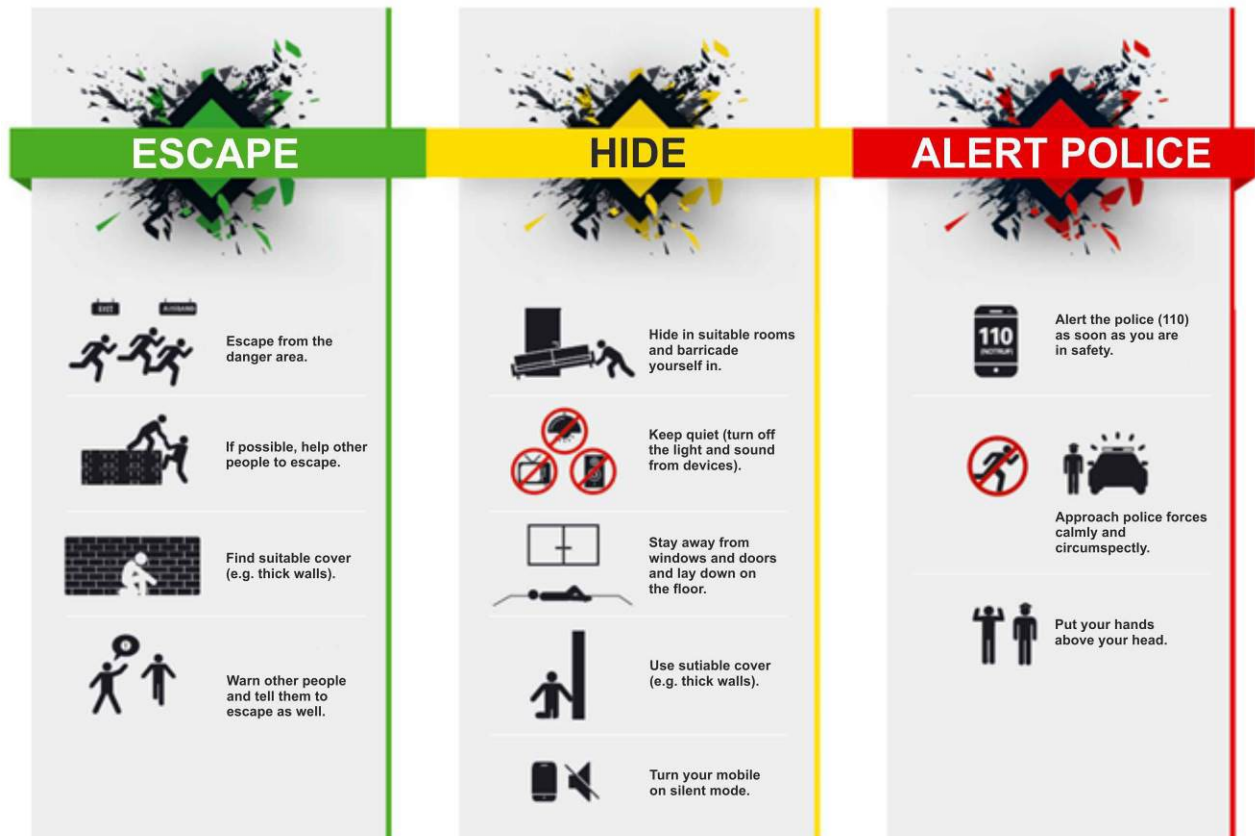 ESCAPE
EXIT
Escape from the
danger area.
If possible, help other
people to escape.
Find suitable cover
(e.g. thick walls).
Warn other people
and tell them to
escape as well.
HIDE
Hide in suitable rooms
and barricade
yourself in.
Keep quiet (turn off
the light and sound
from devices).
Stay away from
windows and doors
and lay down on
the floor.
Use sutiable cover
(e.g. thick walls).
Turn your mobile
on silent mode.
ALERT POLICE
110
(NOTRUF)
Alert the police (110)
as soon as you are
in safety.
Approach police forces
calmly and
circumspectly.
Put your hands
above your head.